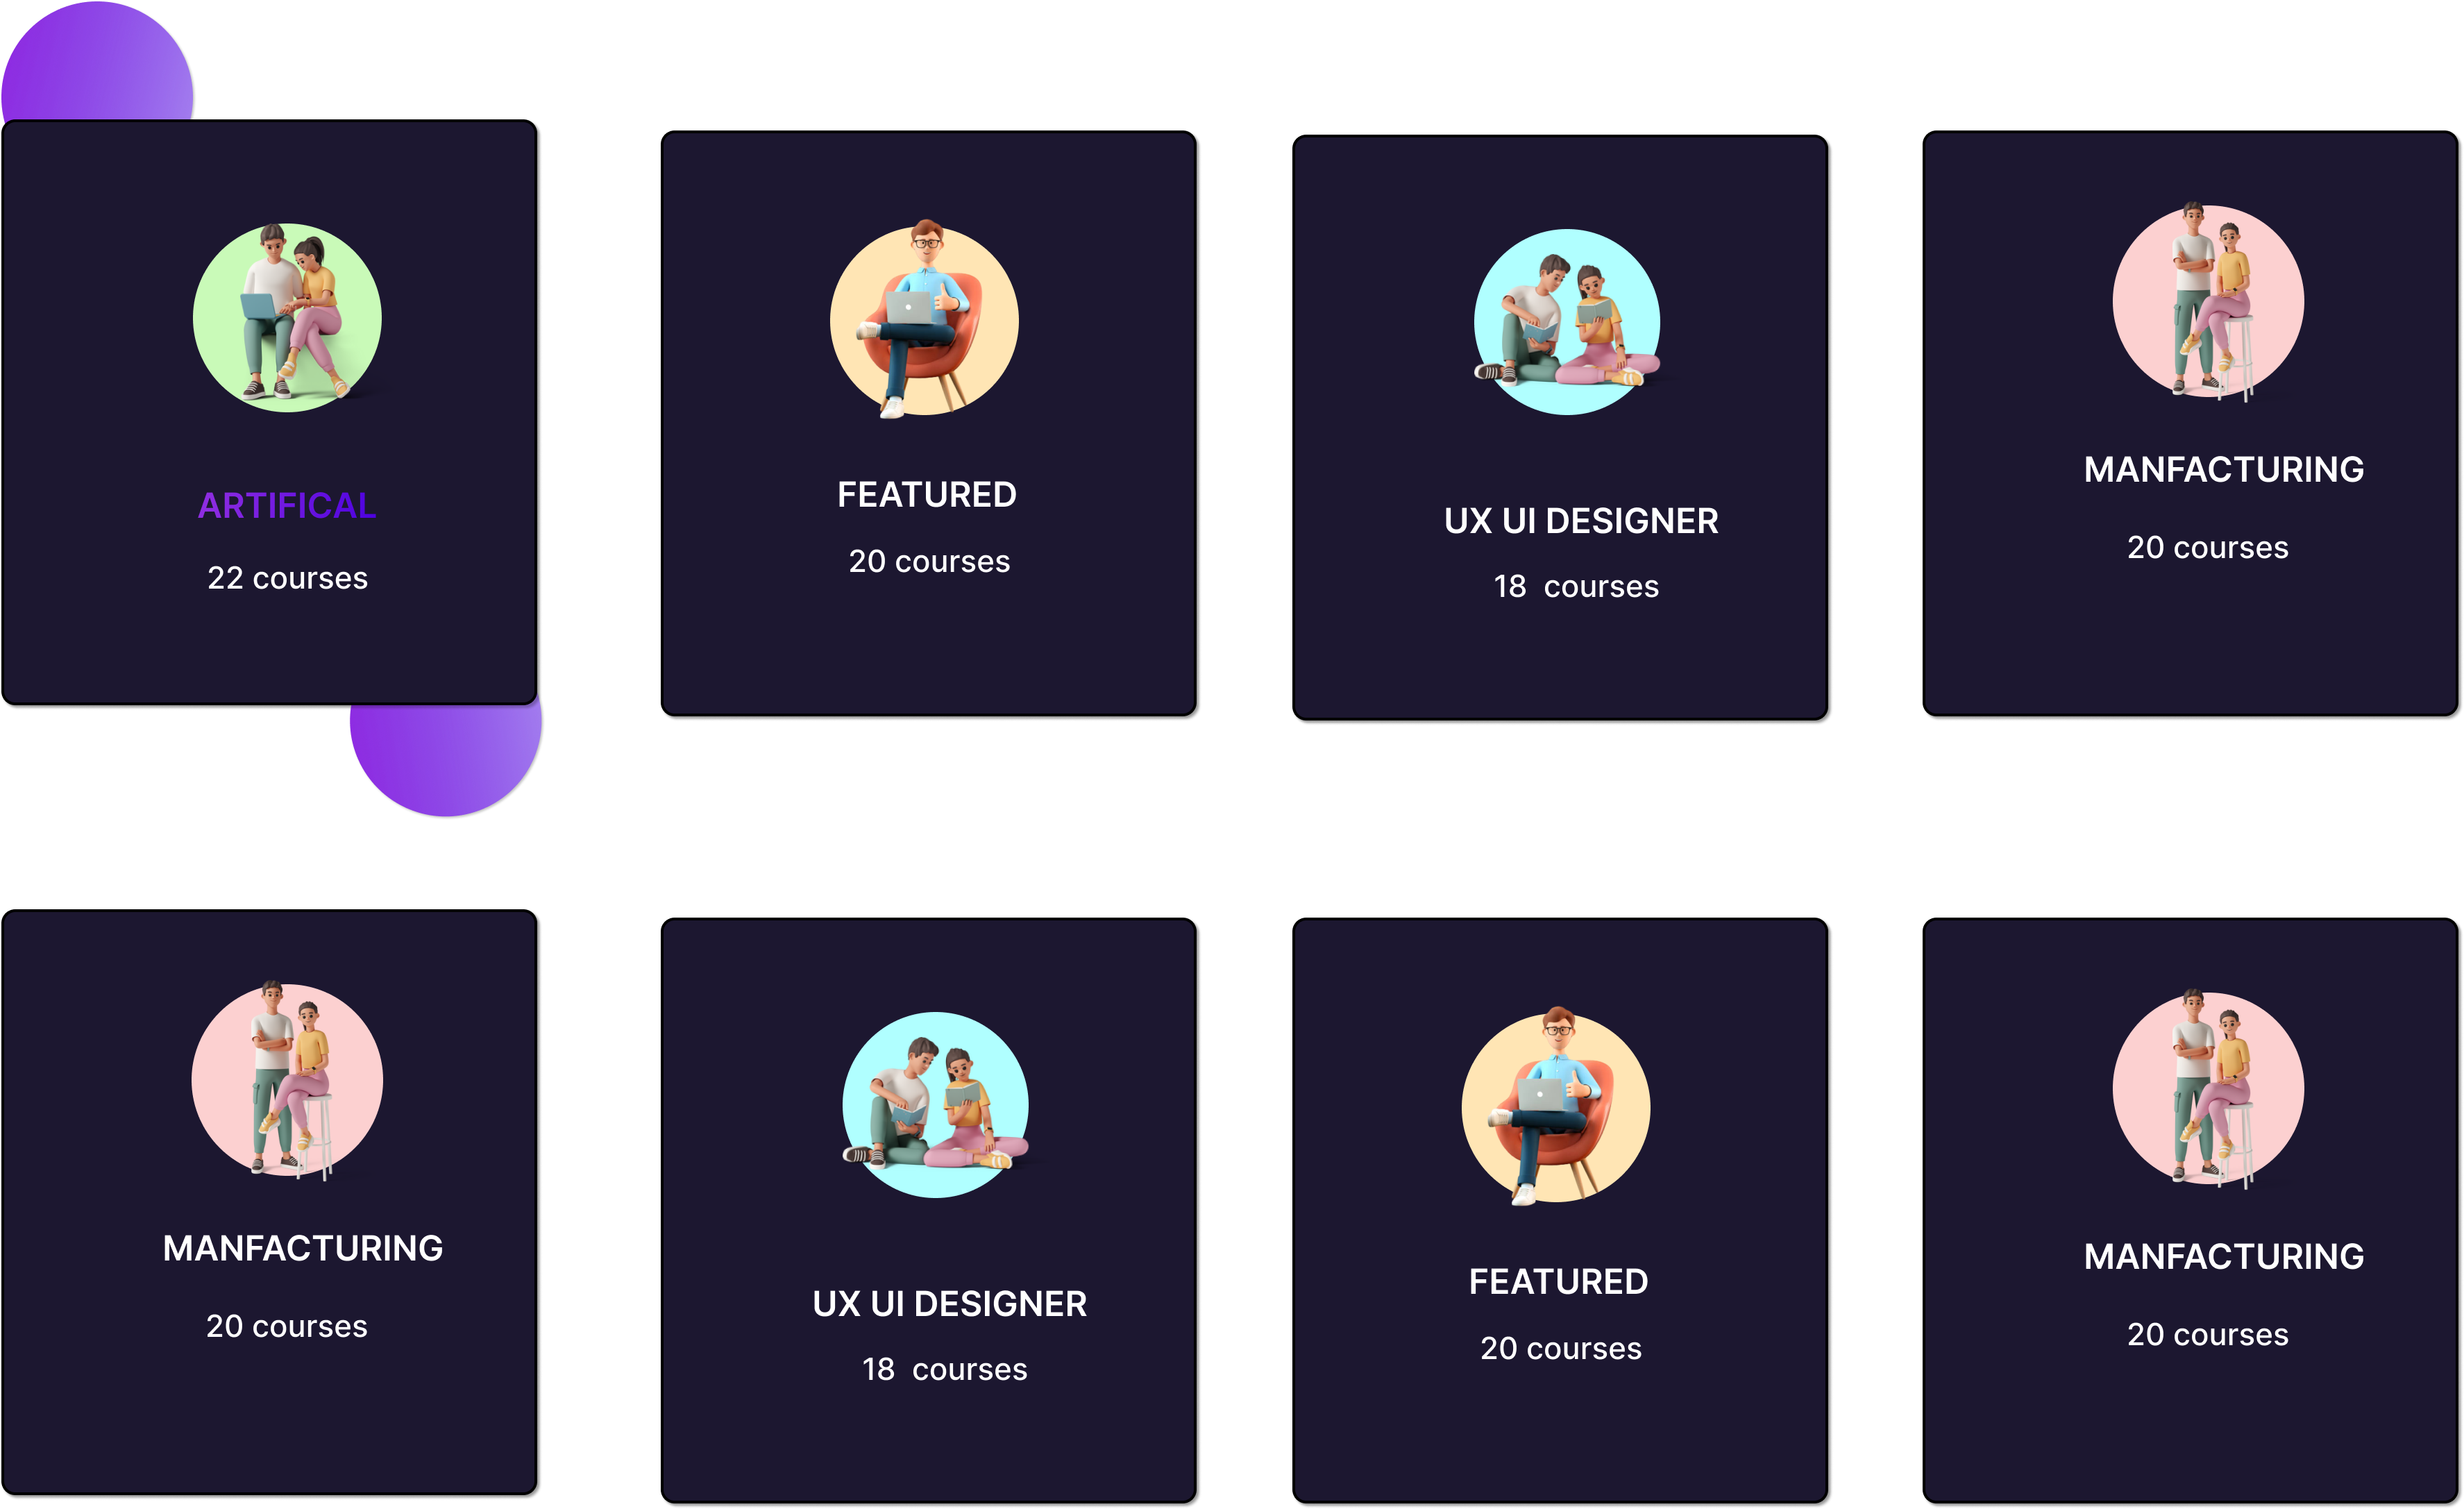 ARTIFICAL
22 courses
FEATURED
20 courses
UX UI DESIGNER
18  courses
MANFACTURING
20 courses
MANFACTURING
20 courses
UX UI DESIGNER
18  courses
FEATURED
20 courses
MANFACTURING
20 courses